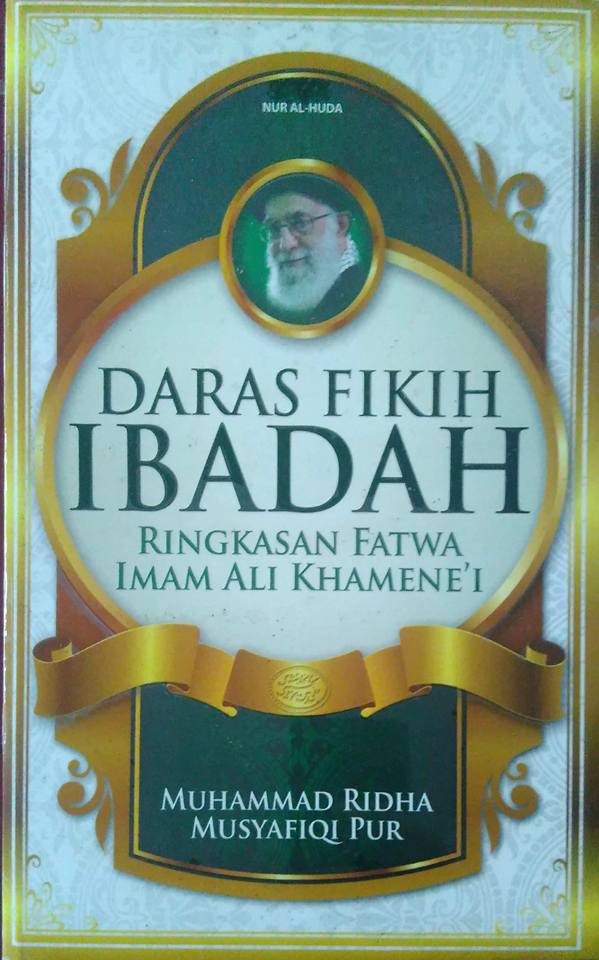 NUR AL-HUDA
DARAS FIKIH
IBADAH
RINGKASAN FATWA
IMAM ALI KHAMENE'I
MUHAMMAD RIDHA
MUSYAFIQI PUR